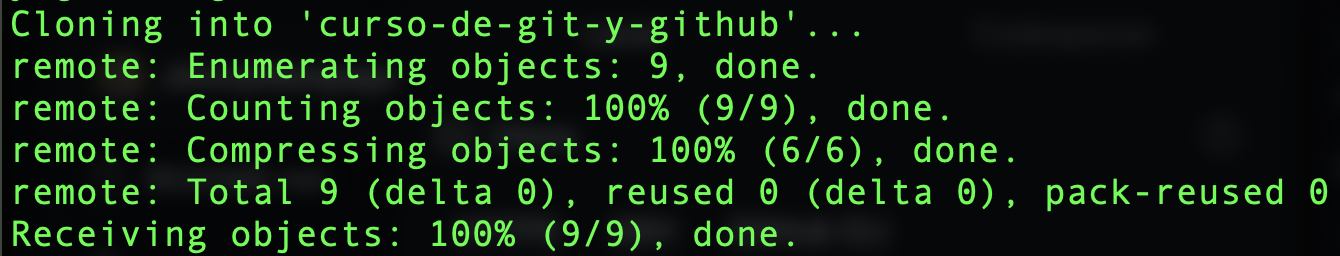 Cloning into 'curso-de-git-y-github'...
remote: Enumerating objects: 9, done.
remote: Counting objects: 100% (9/9), done.
remote: Compressing objects: 100% (6/6), done.
remote: Total 9 (delta 0), reused 0 (delta 0), pack-reused 0
Receiving objects: 100% (9/9), done.